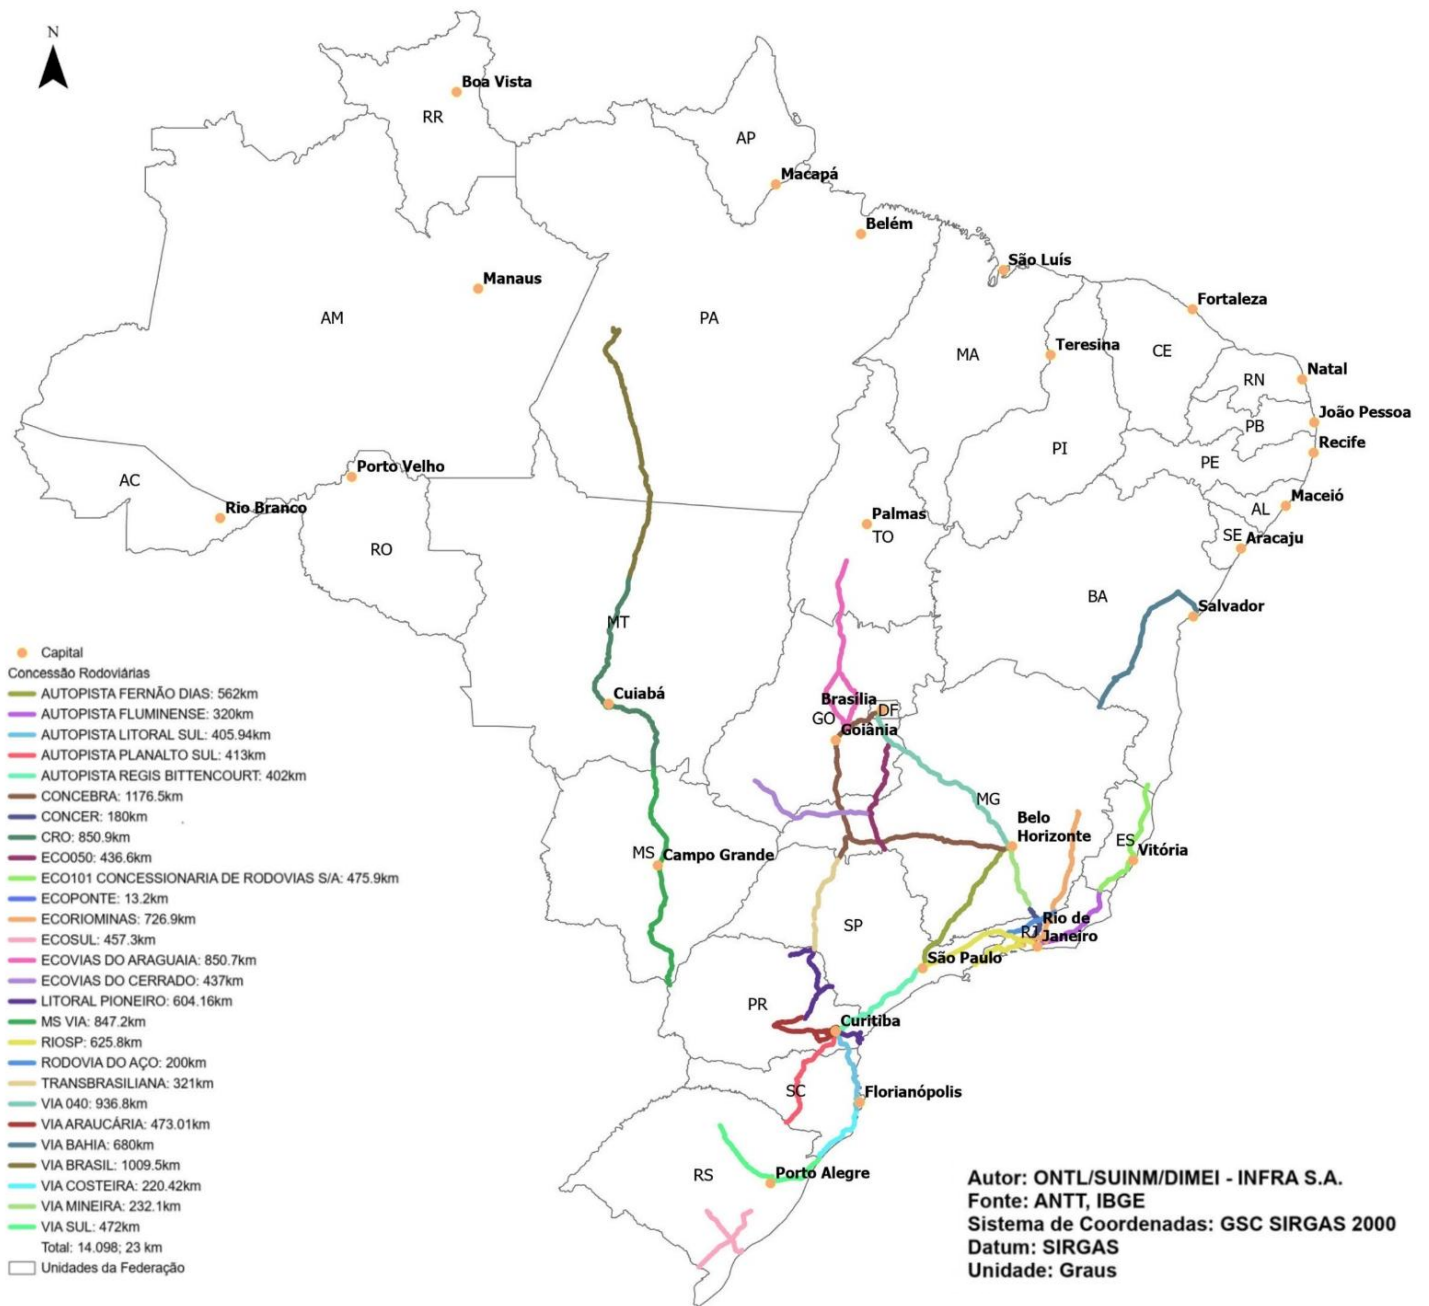 N
Boa Vista
RR
AP
Macapá
Belém
São Luís
Manaus
Fortaleza
AM
PA
MA
Teresina
CE
Natal
RN
João Pessoa
PB
Recife
PI
PE
Porto Velho
AC
Maceió
Rio Branco
AL
Palmas
TO
SE
Aracaju
RO
BA
Salvador
MT
Cuiabá
Brasília
DF
GO
Goiânia
MG
Belo
Horizonte
MS
Campo Grande
ES
Vitória
SP
Rio de
Janeiro
RJ
São Paulo
PR
Curitiba
SC
Florianópolis
RS
Porto Alegre
Capital
Concessão Rodoviárias
AUTOPISTA FERNÃO DIAS: 562km
AUTOPISTA FLUMINENSE: 320km
AUTOPISTA LITORAL SUL: 405.94km
AUTOPISTA PLANALTO SUL: 413km
AUTOPISTA REGIS BITTENCOURT: 402km
CONCEBRA: 1176.5km
CONCER: 180km
CRO: 850.9km
ECO050: 436.6km
ECO101 CONCESSIONARIA DE RODOVIAS S/A: 475.9km
ECOPONTE: 13.2km
ECORIOMINAS: 726.9km
ECOSUL: 457.3km
ECOVIAS DO ARAGUAIA: 850.7km
ECOVIAS DO CERRADO: 437km
LITORAL PIONEIRO: 604.16km
MS VIA: 847.2km
RIOSP: 625.8km
RODOVIA DO AÇO: 200km
TRANSBRASILIANA: 321km
VIA 040: 936.8km
VIA ARAUCÁRIA: 473.01km
VIA BAHIA: 680km
VIA BRASIL: 1009.5km
VIA COSTEIRA: 220.42km
VIA MINEIRA: 232.1km
VIA SUL: 472km
Total: 14.098; 23 km
Unidades da Federação
Autor: ONTL/SUINM/DIMEI - INFRA S.A.
Fonte: ANTT, IBGE
Sistema de Coordenadas: GSC SIRGAS 2000
Datum: SIRGAS
Unidade: Graus